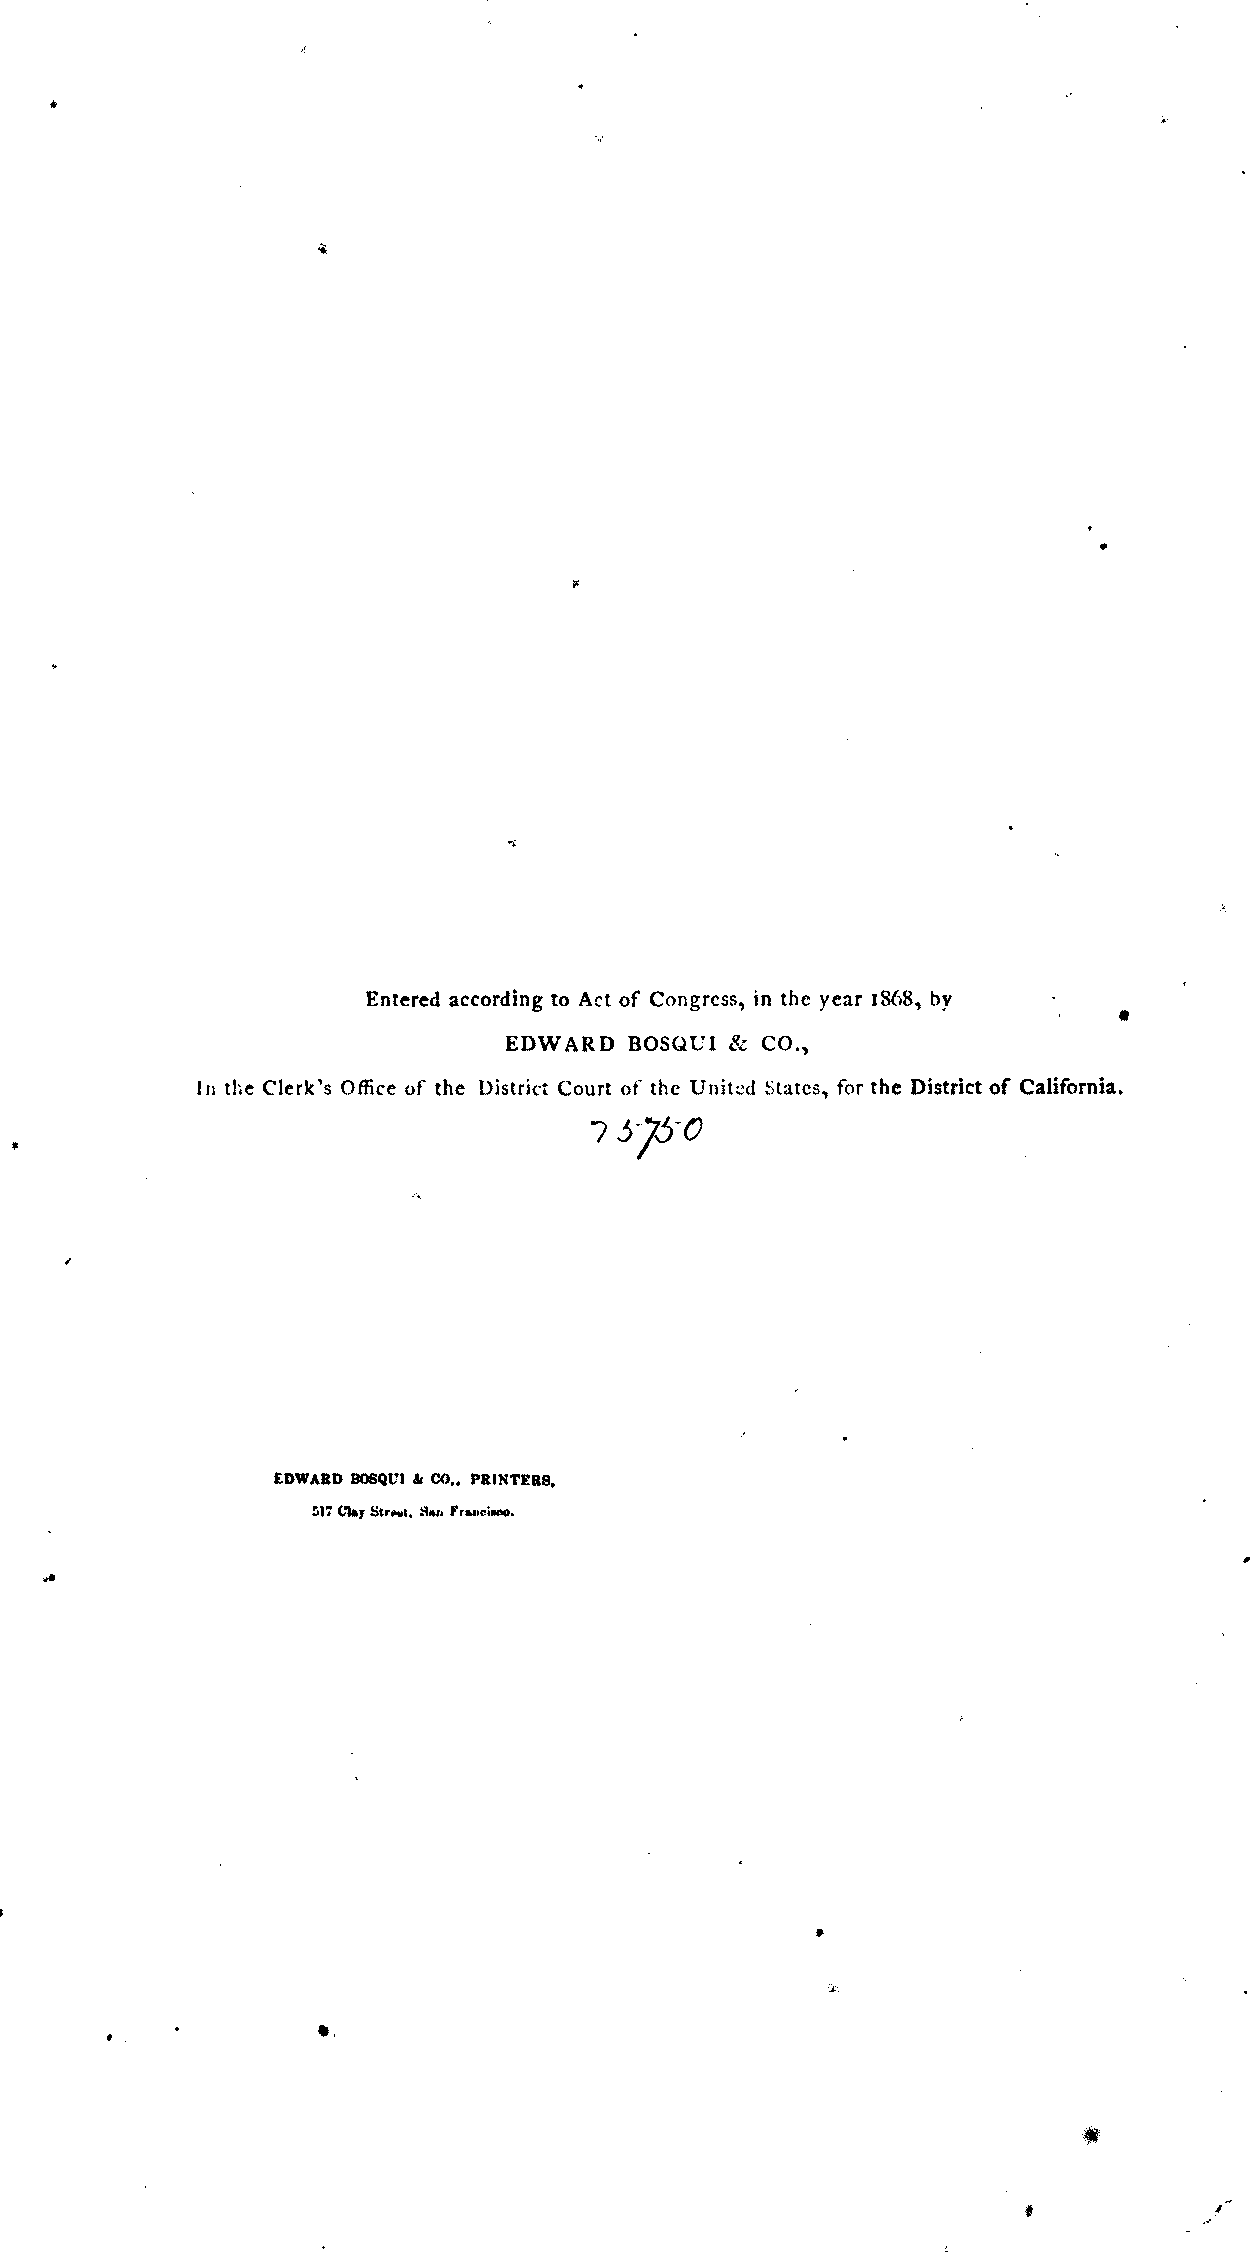 Entered according to Act of Congress, in the year 1868, by
EDWARD BOSQUI & CO.,
In the Clerk's Office of the District Court of the United States, for the District of California.
75750
EDWARD BOSQUI & CO., PRINTERS,
517 Clay Street, San Francisco.